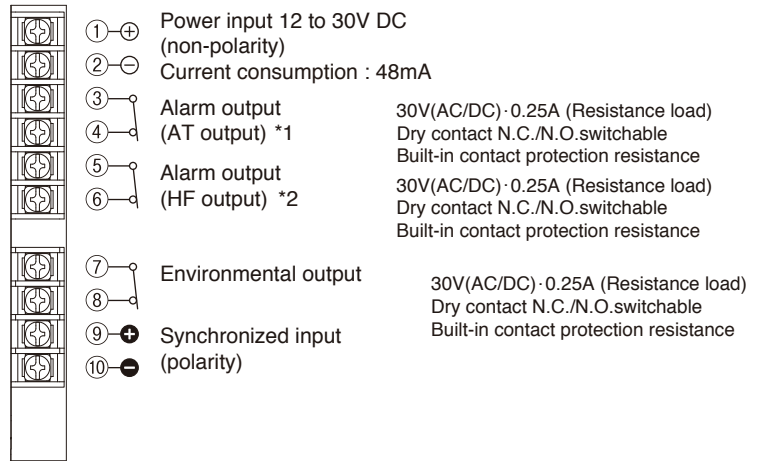 ① ⊕ Power input 12 to 30V DC
(non-polarity)
② ⊖
Current consumption : 48mA
③
Alarm output
④ (AT output) *1
30V(AC/DC)·0.25A (Resistance load)
Dry contact N.C./N.O.switchable
Built-in contact protection resistance
⑤
Alarm output
⑥ (HF output) *2
30V(AC/DC)·0.25A (Resistance load)
Dry contact N.C./N.O.switchable
Built-in contact protection resistance
⑦
Environmental output
⑧
30V(AC/DC)·0.25A (Resistance load)
Dry contact N.C./N.O.switchable
Built-in contact protection resistance
⑨ + Synchronized input
⑩ − (polarity)